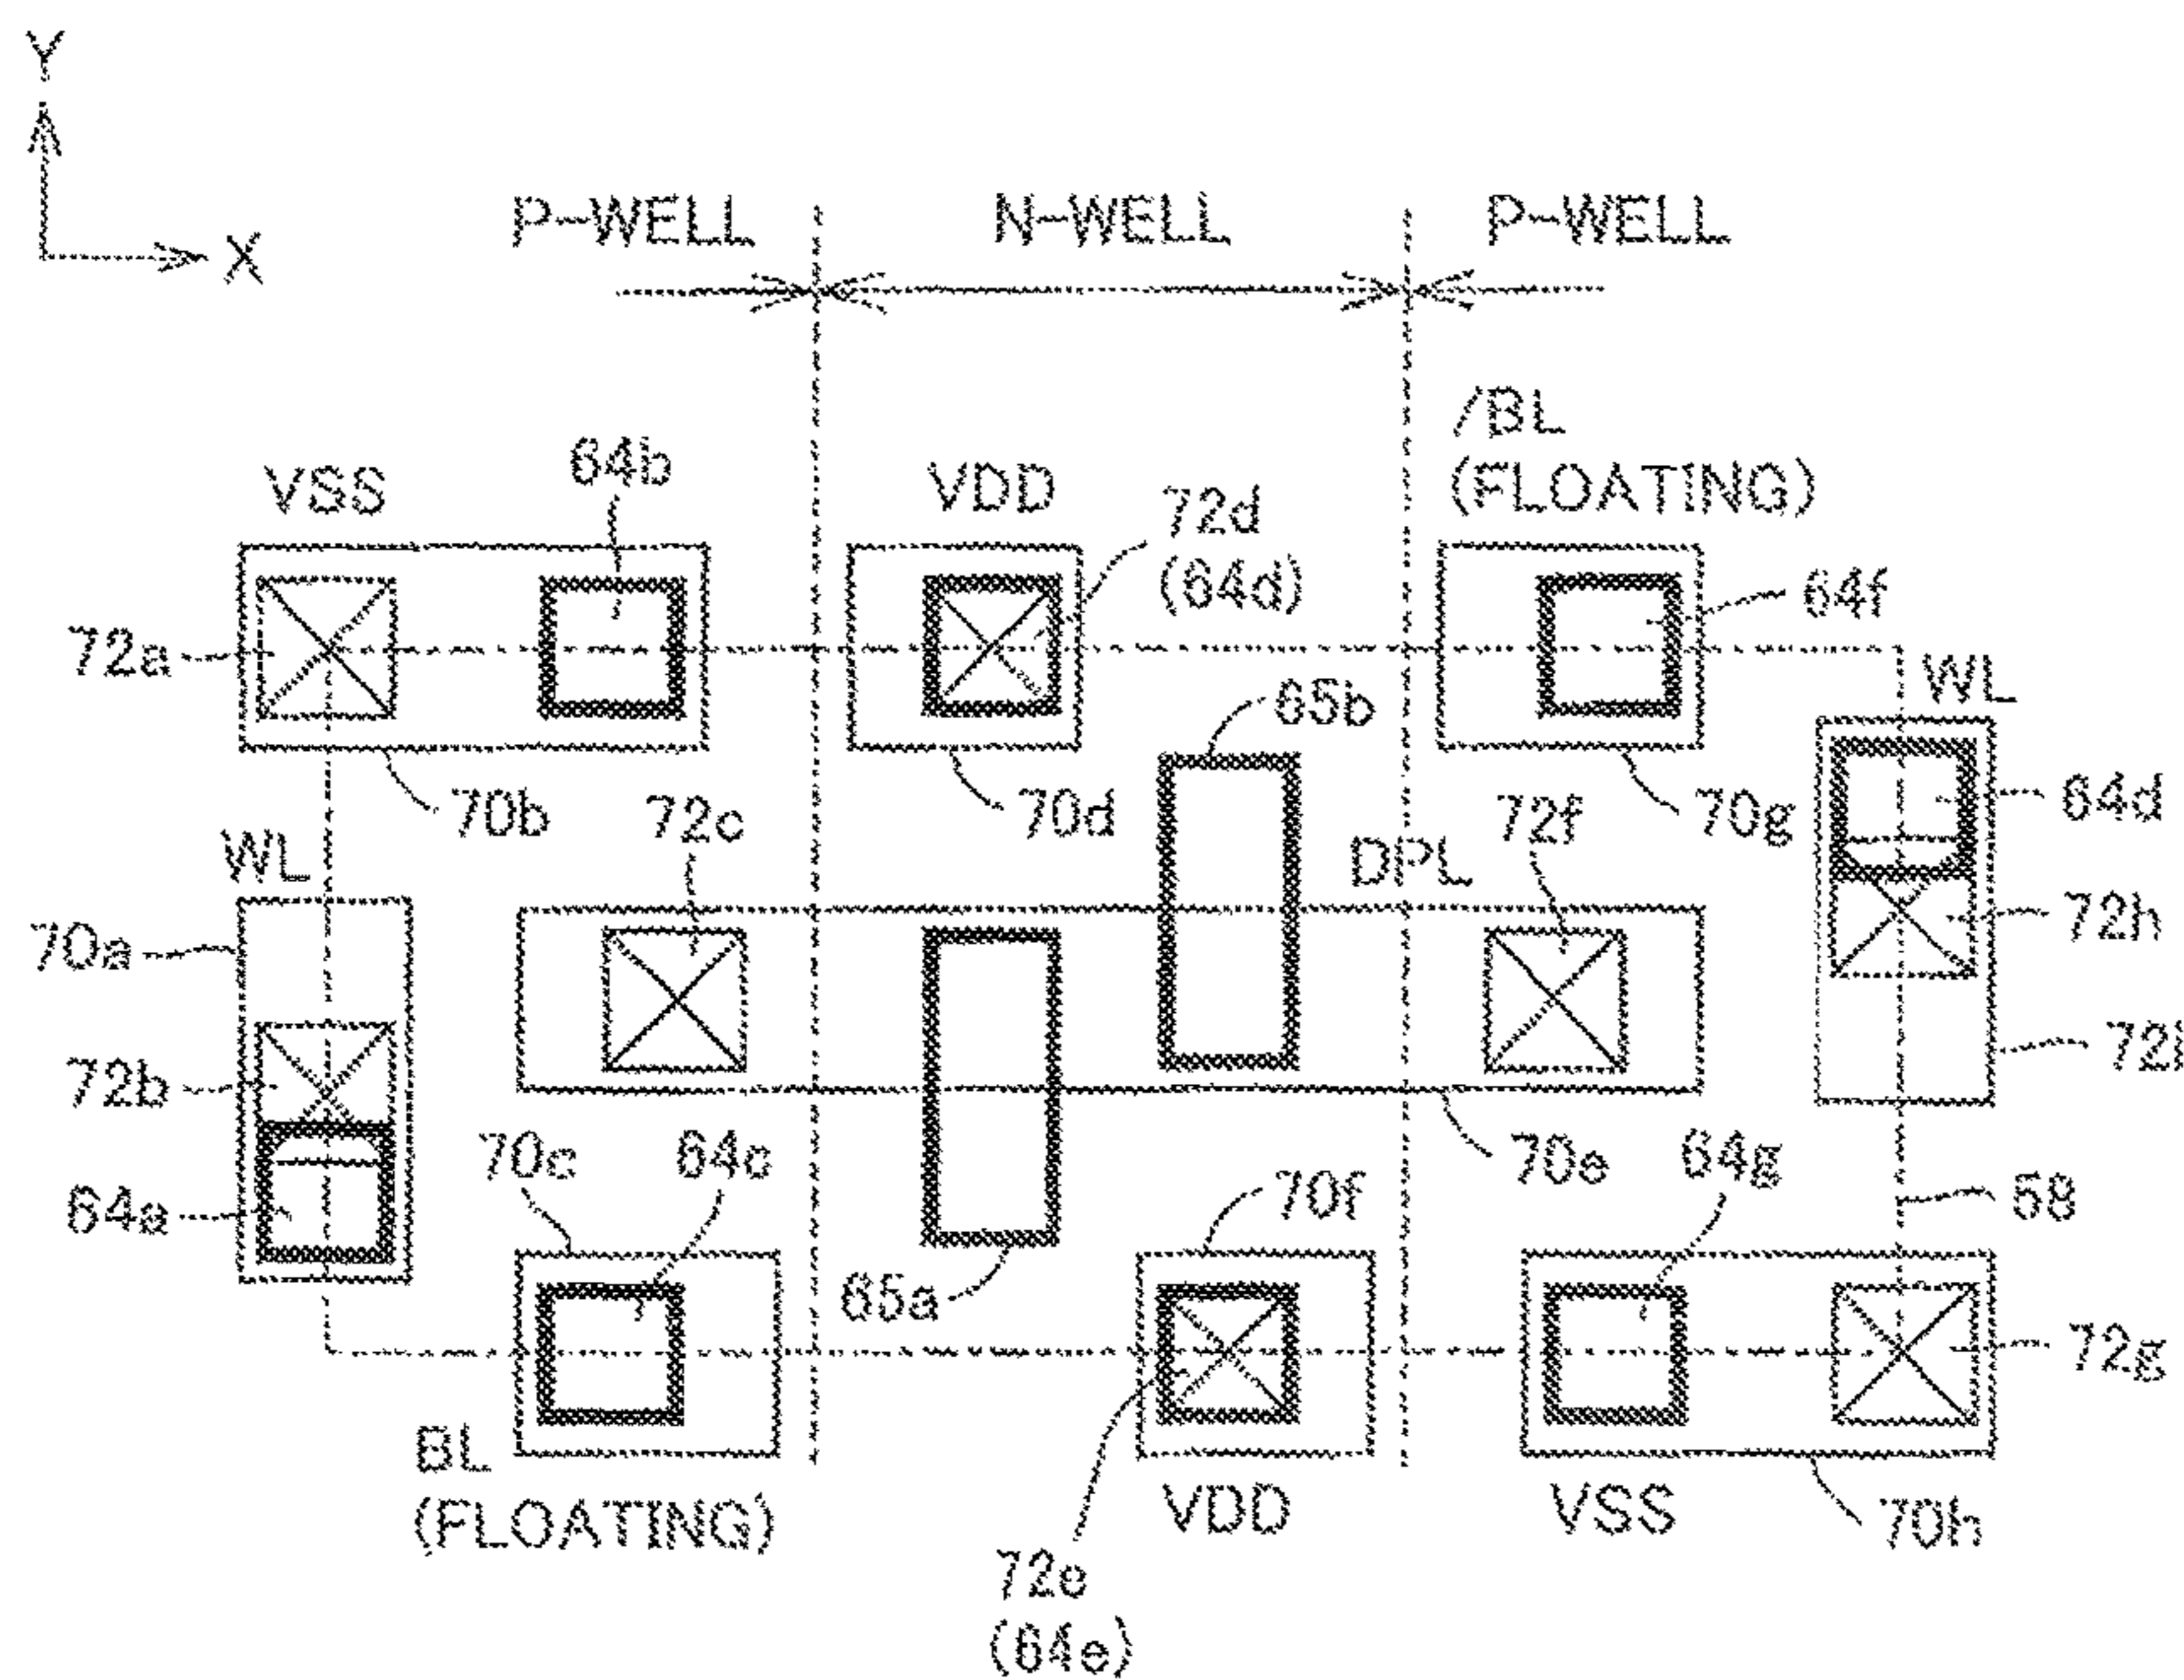 Y
X
P-WELL
N-WELL
P-WELL
/BL
(FLOATING)
VSS
64b
VDD
72d
(64d)
64f
72a
WL
65b
70b
72c
70d
72f
70g
64d
WL
DPL
70a
72h
72b
72i
70c
64c
70e
64g
64a
70f
58
65a
72g
BL
(FLOATING)
VDD
VSS
70h
72e
(64e)